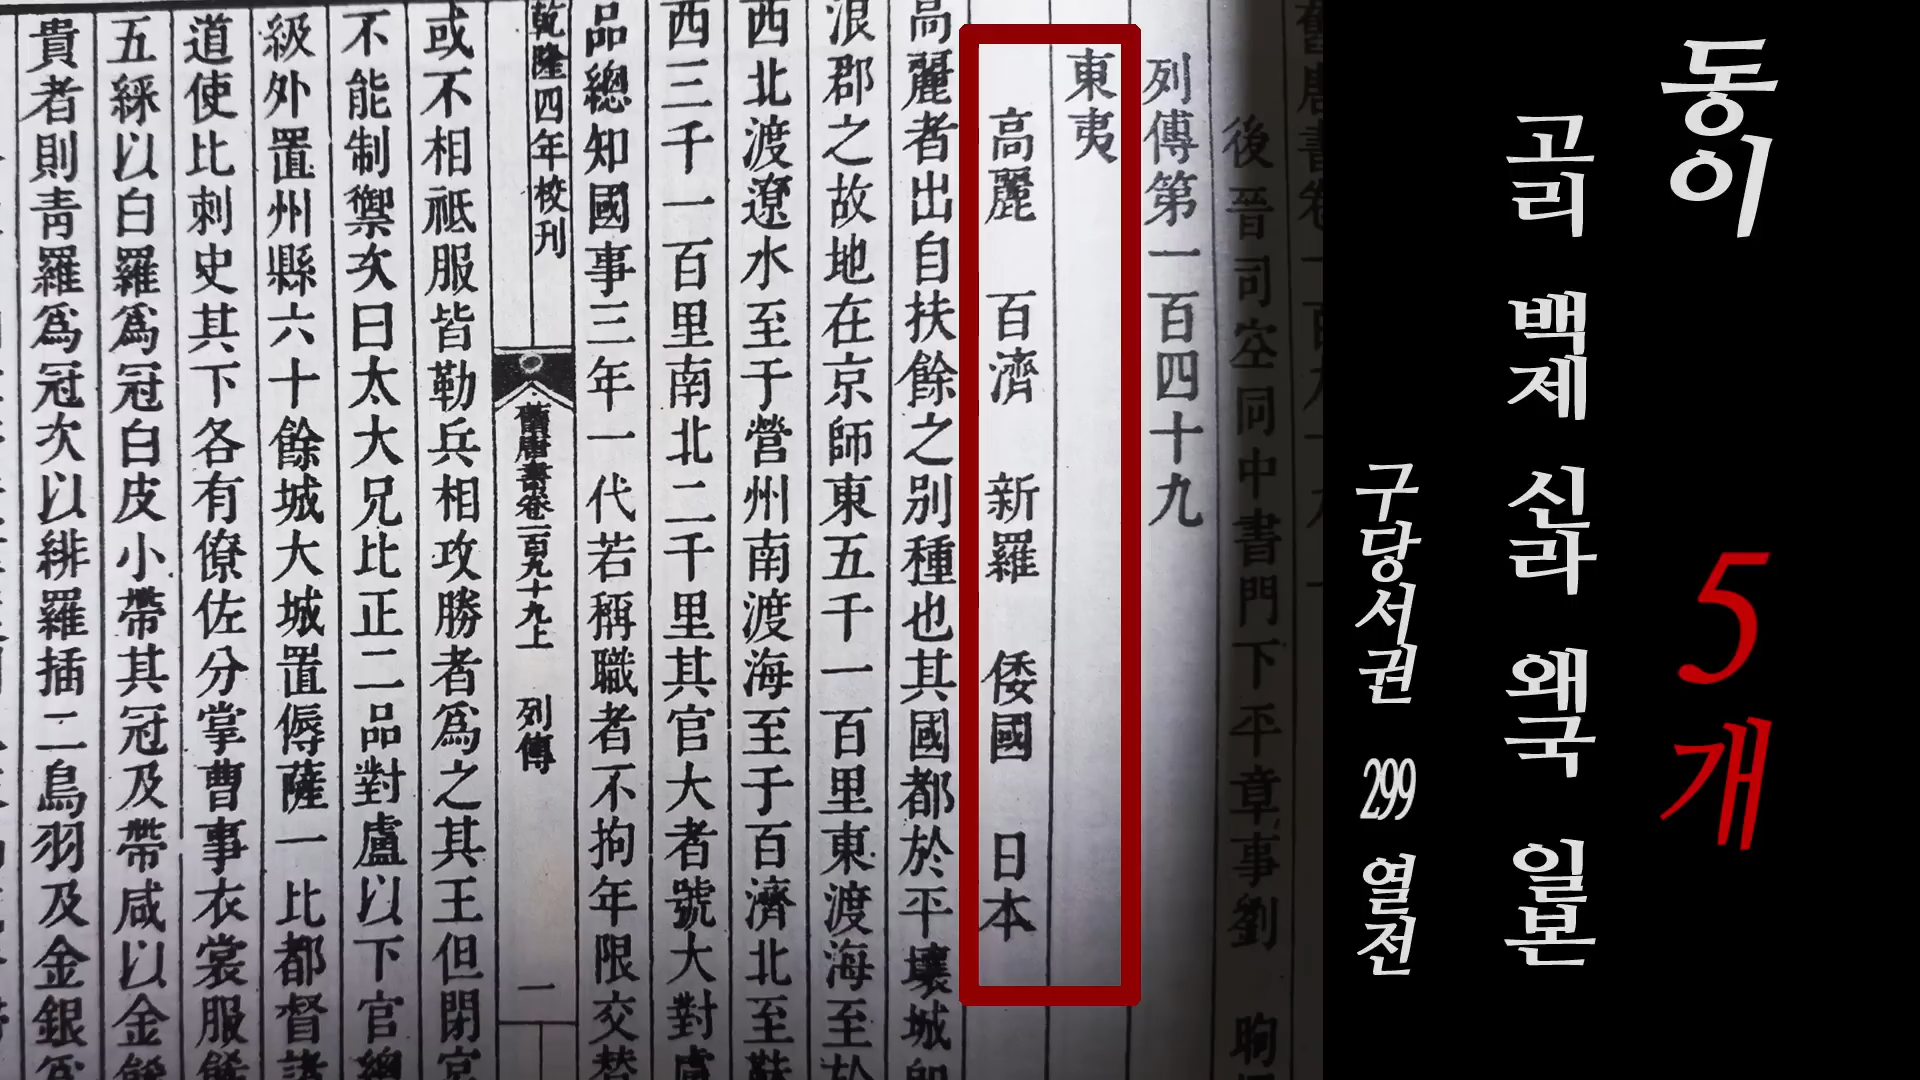 동이
5개
고리 백제 신라 왜국 일본
구당서권 299 열전
後晉司空同中書門下平章事劉 昫
列傳第一百四十九
東夷
高麗 百濟 新羅 倭國 日本
高麗者出自扶餘之別種也其國都於平壤城
浪郡之故地在京師東五千一百里東渡海至於
西北渡遼水至于營州南渡海至于百濟北至靺
西三千一百里南北二千里其官大者號大對盧
品總知國事三年一代若稱職者不拘年限交替
乾隆四年校刊
舊唐書卷一百九十九上 列傳
一
或不相祗服皆勒兵相攻勝者爲之其王但閉宮
不能制禦次曰太大兄比正二品對盧以下官總
級外置州縣六十餘城大城置傉薩一比都督諸
道使比刺史其下各有僚佐分掌曹事衣裳服飾
五綵以白羅爲冠白皮小帶其冠及帶咸以金飾
貴者則青羅爲冠次以緋羅插二鳥羽及金銀爲